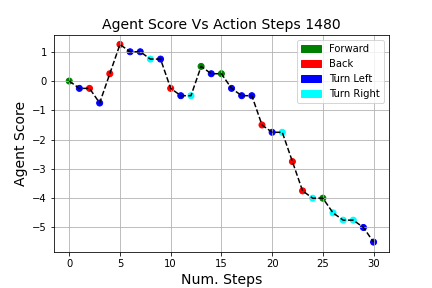 Agent Score Vs Action Steps 1480
Forward
Back
Turn Left
Turn Right
Agent Score
1
0
−1
−2
−3
−4
−5
0 5 10 15 20 25 30
Num. Steps